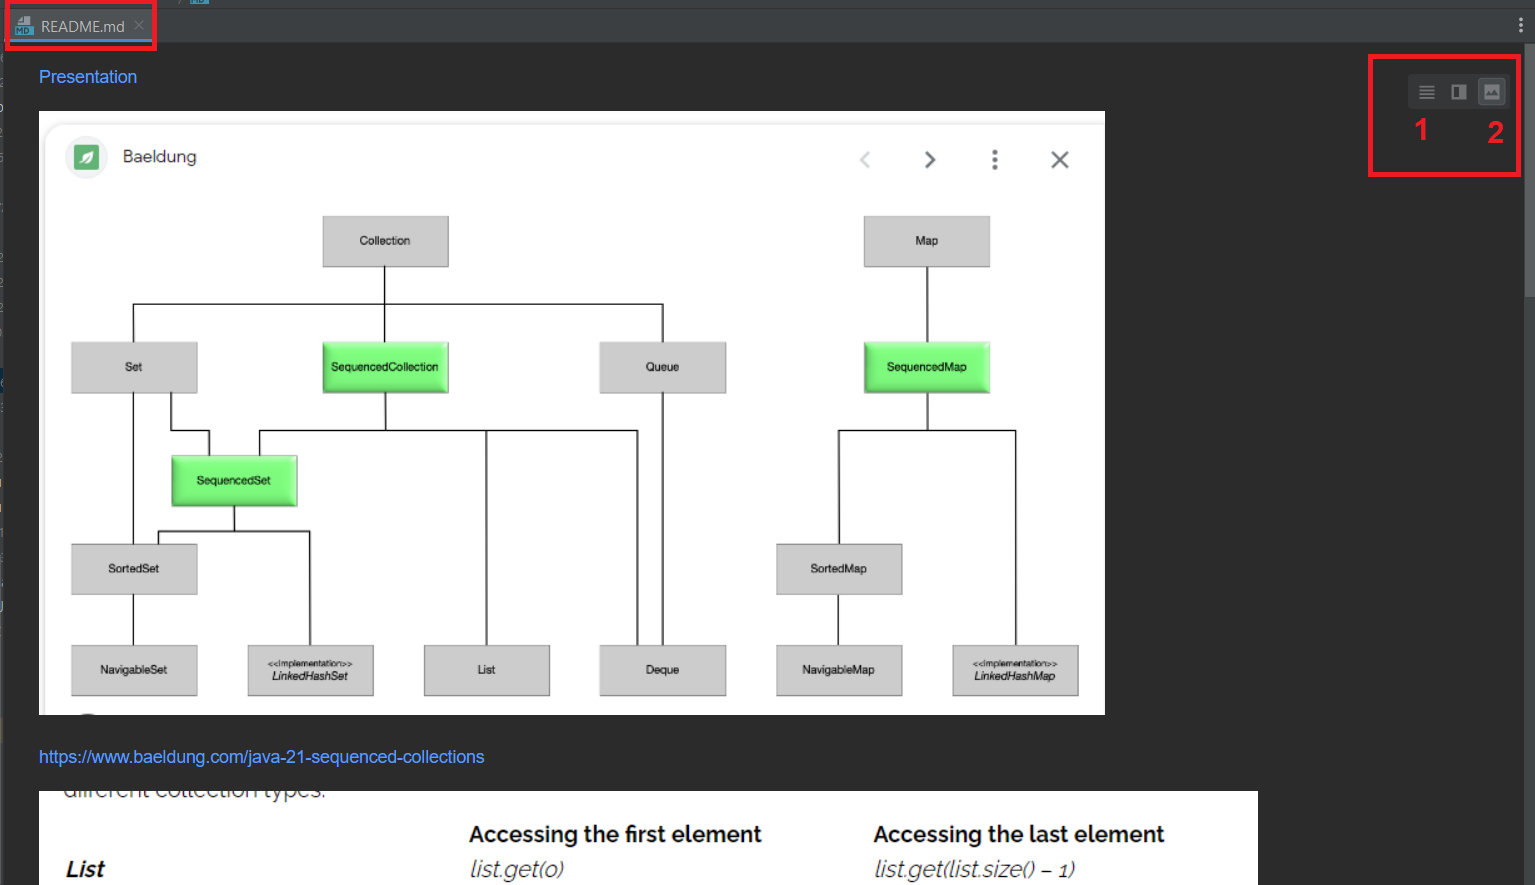 README.md
Presentation
1 2
Baeldung
Collection Map
Set SequencedCollection Queue SequencedMap
SequencedSet
SortedSet SortedMap
NavigableSet <<Implementation>> LinkedHashSet List Deque NavigableMap <<Implementation>> LinkedHashMap
https://www.baeldung.com/java-21-sequenced-collections
different collection types.
Accessing the first element Accessing the last element
List list.get(0) list.get(list.size() – 1)